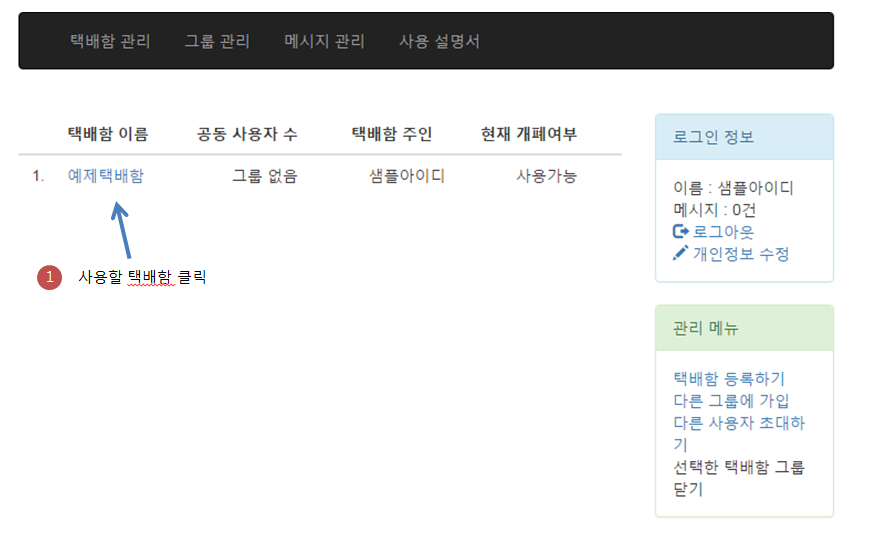 택배함 관리 그룹 관리 메시지 관리 사용 설명서
택배함 이름 공동 사용자 수 택배함 주인 현재 개폐여부
1. 예제택배함 그룹 없음 샘플아이디 사용가능
1 사용할 택배함 클릭
로그인 정보
이름 : 샘플아이디
메시지 : 0건
로그아웃
개인정보 수정
관리 메뉴
택배함 등록하기
다른 그룹에 가입
다른 사용자 초대하
기
선택한 택배함 그룹
닫기